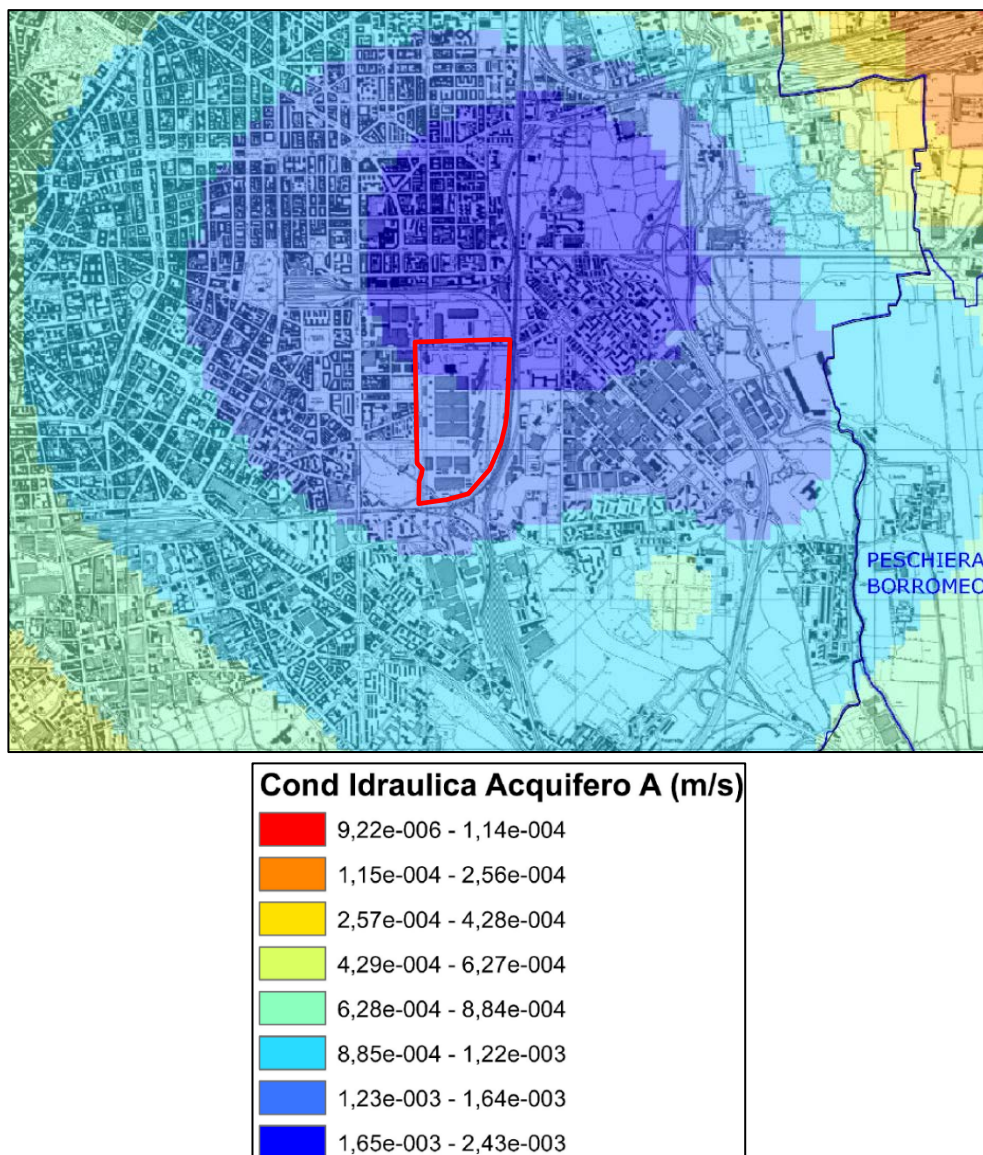 PESCHIERA
BORROMEO
Cond Idraulica Acquifero A (m/s)
9,22e-006 - 1,14e-004
1,15e-004 - 2,56e-004
2,57e-004 - 4,28e-004
4,29e-004 - 6,27e-004
6,28e-004 - 8,84e-004
8,85e-004 - 1,22e-003
1,23e-003 - 1,64e-003
1,65e-003 - 2,43e-003